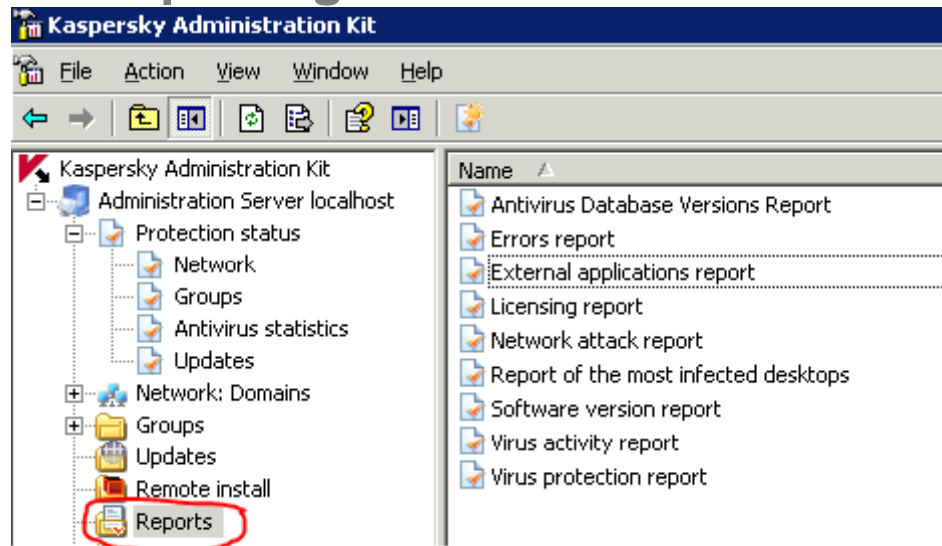 Kaspersky Administration Kit
File Action View Window Help
Kaspersky Administration Kit
Administration Server localhost
Protection status
Network
Groups
Antivirus statistics
Updates
Network: Domains
Groups
Updates
Remote install
Reports
Name
Antivirus Database Versions Report
Errors report
External applications report
Licensing report
Network attack report
Report of the most infected desktops
Software version report
Virus activity report
Virus protection report